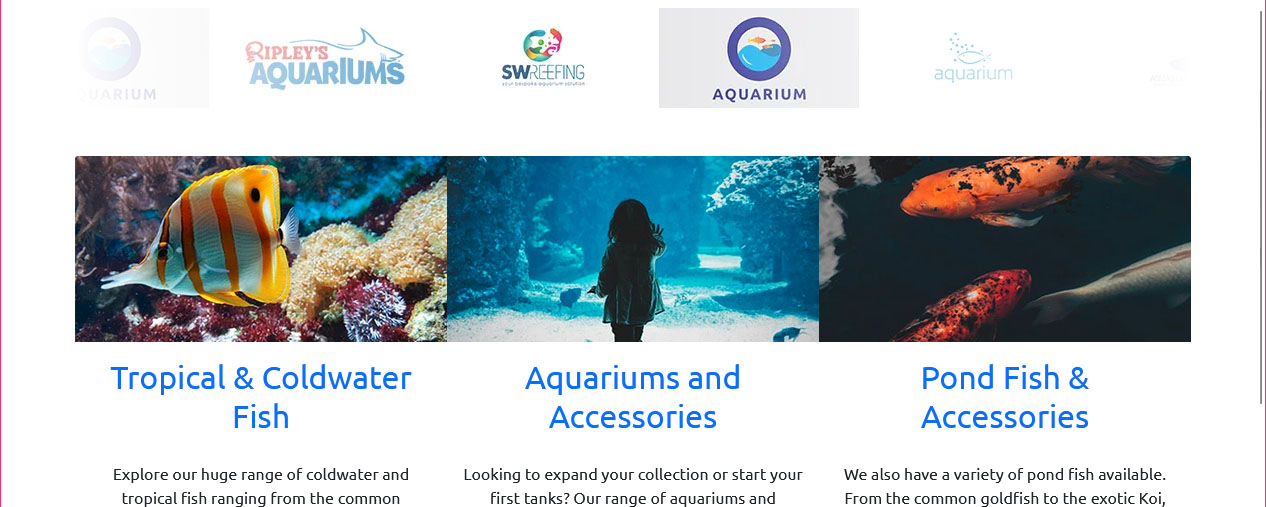 AQUARIUM
RIPLEY'S
AQUARIUMS
SWREEFING
your bespoke aquarium solution
AQUARIUM
aquarium
Tropical & Coldwater
Fish
Aquariums and
Accessories
Pond Fish &
Accessories
Explore our huge range of coldwater and
tropical fish ranging from the common
Looking to expand your collection or start your
first tanks? Our range of aquariums and
We also have a variety of pond fish available.
From the common goldfish to the exotic Koi,